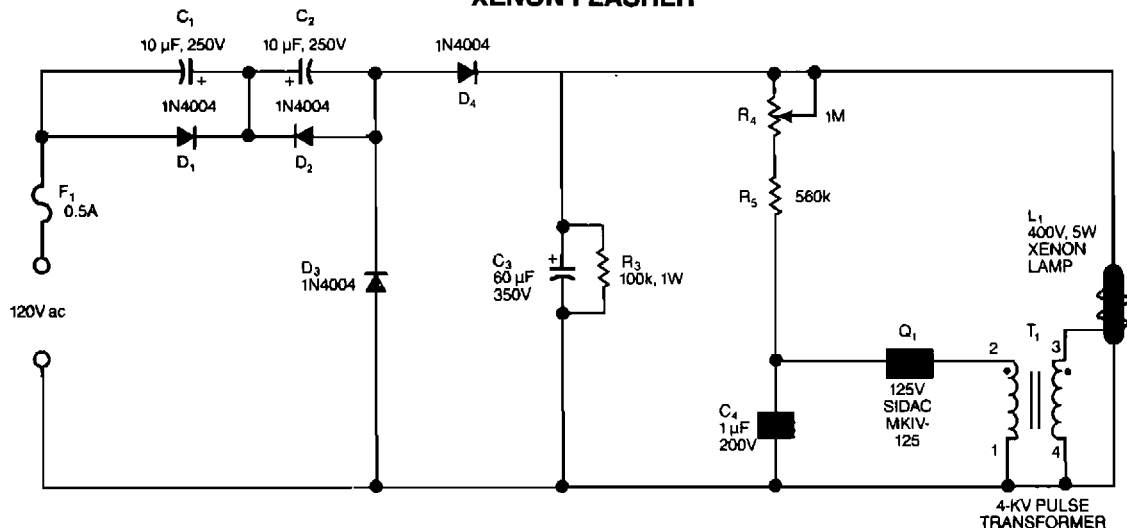 XENON FLASHER
C1
10 µF, 250V
C2
10 µF, 250V
1N4004
D4
1N4004
D1
1N4004
D2
F1
0.5A
120V ac
D3
1N4004
C3
60 µF
350V
R3
100k, 1W
R4
1M
R5
560k
L1
400V, 5W
XENON
LAMP
Q1
125V
SIDAC
MKIV-
125
C4
1 µF
200V
T1
2
3
1
4
4-KV PULSE
TRANSFORMER
+
+
+